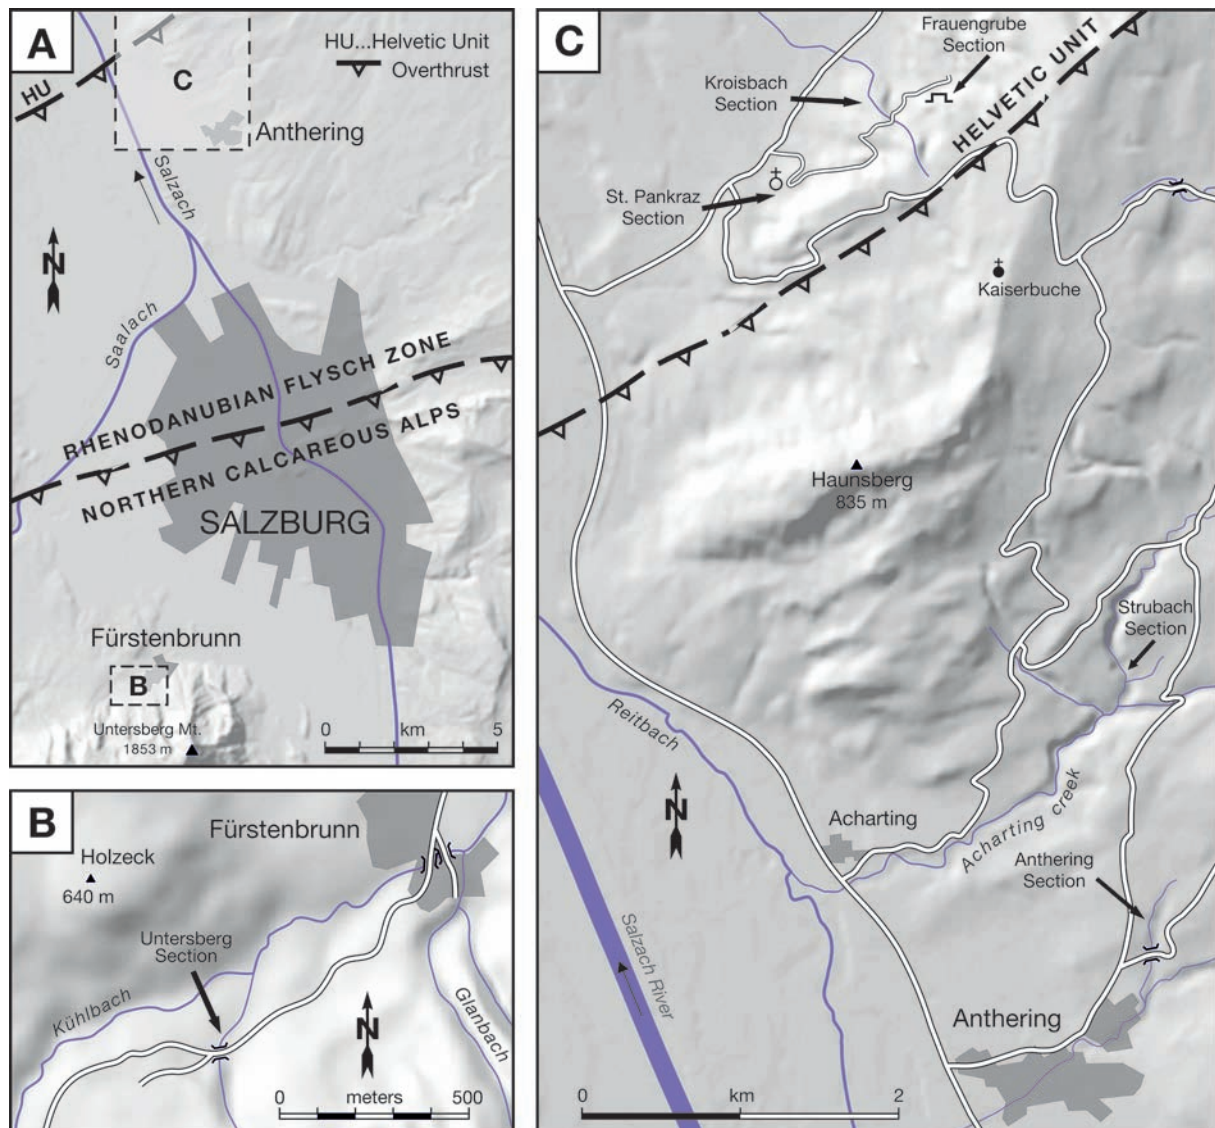 A
HU...Helvetic Unit
Overthrust
HU
C
Anthering
Salzach
N
Saalach
RHENODANUBIAN FLYSCH ZONE
NORTHERN CALCAREOUS ALPS
SALZBURG
Fürstenbrunn
B
Untersberg Mt.
1853 m
0 km 5
B
Fürstenbrunn
Holzeck
640 m
Untersberg
Section
Kühlbach
Glanbach
N
0 meters 500
C
Frauengrube
Section
Kroisbach
Section
HELVETIC UNIT
St. Pankraz
Section
Kaiserbuche
Haunsberg
835 m
Strubach
Section
Reitbach
N
Acharting
Acharting creek
Anthering
Section
Salzach River
Anthering
0 km 2